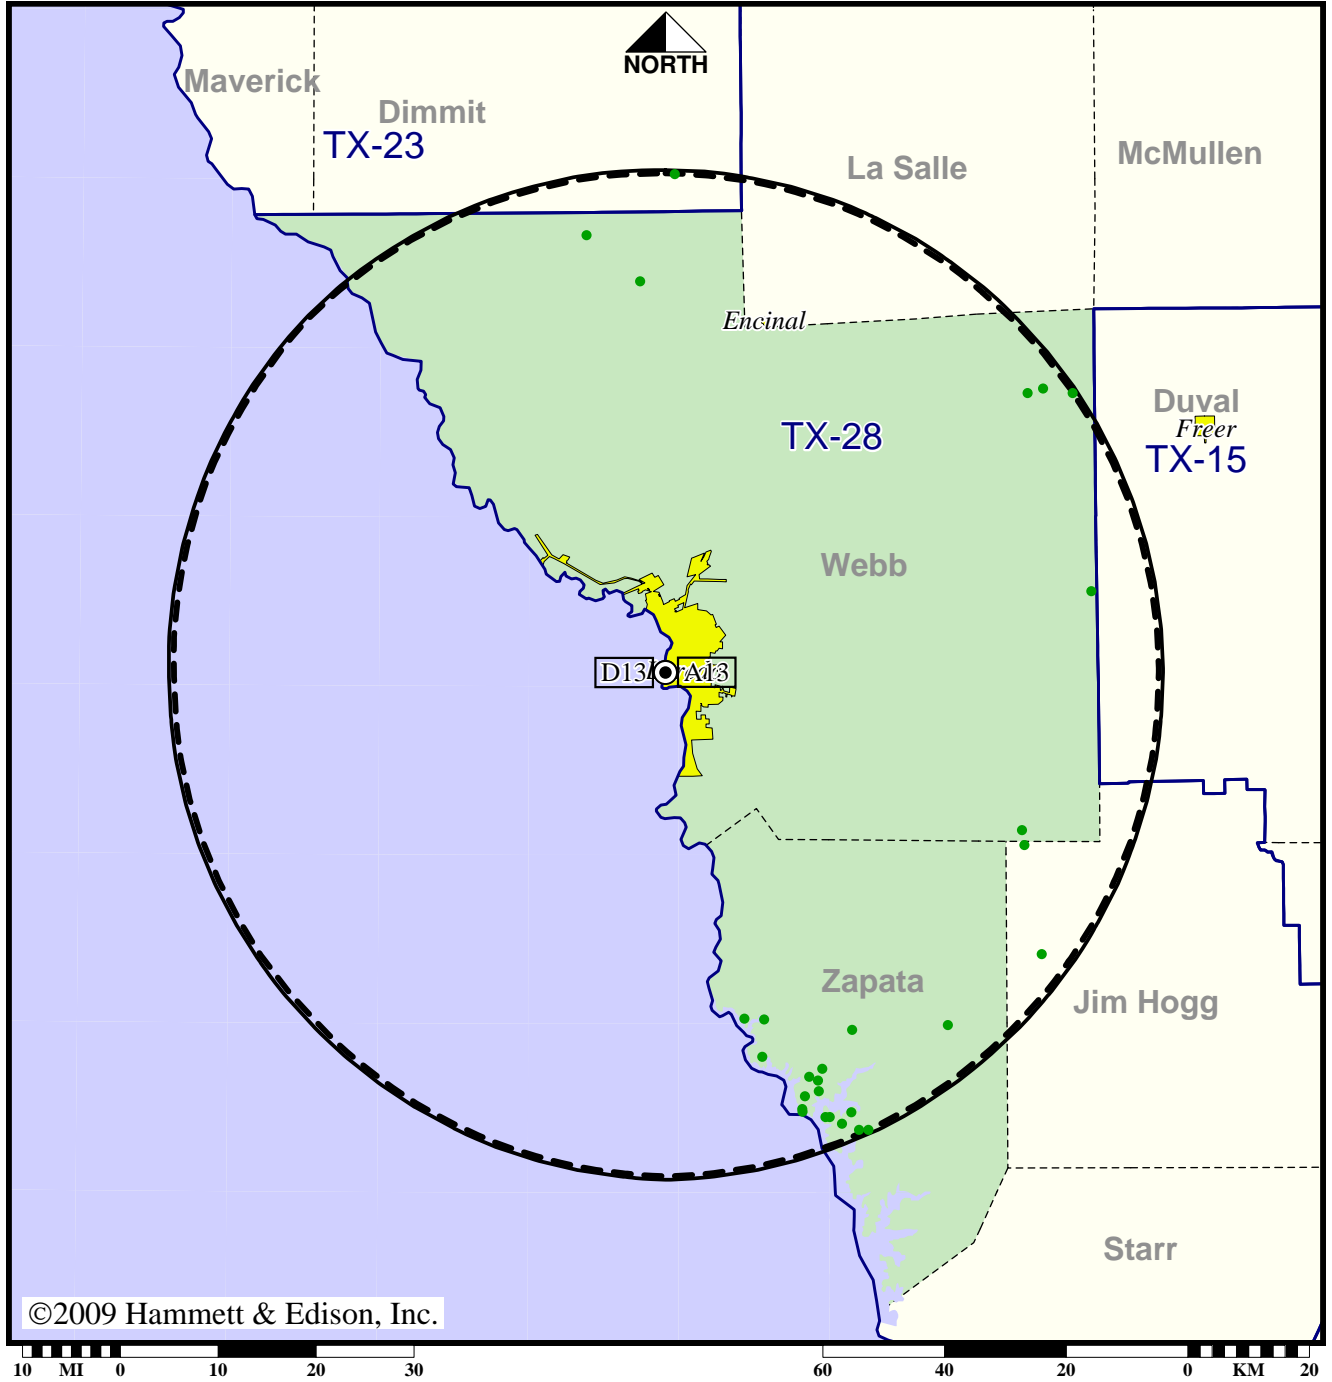 NORTH
Maverick
Dimmit
TX-23
La Salle
McMullen
Encinal
TX-28
Duval
Freer
TX-15
Webb
D13
A13
Zapata
Jim Hogg
Starr
©2009 Hammett & Edison, Inc.
10 MI 0 10 20 30
60 40 20 0 KM 20